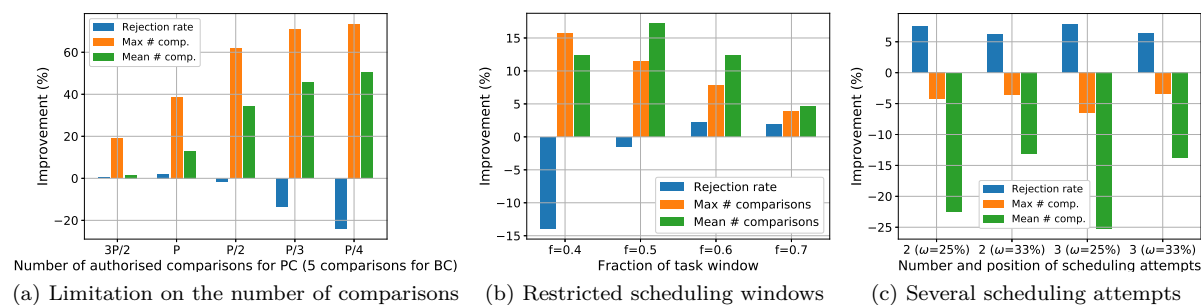 Improvement (%)
60
40
20
0
−20
Rejection rate
Max # comp.
Mean # comp.
3P/2 P P/2 P/3 P/4
Number of authorised comparisons for PC (5 comparisons for BC)
(a) Limitation on the number of comparisons
Improvement (%)
15
10
5
0
−5
−10
−15
Rejection rate
Max # comparisons
Mean # comparisons
f=0.4 f=0.5 f=0.6 f=0.7
Fraction of task window
(b) Restricted scheduling windows
Improvement (%)
5
0
−5
−10
−15
−20
−25
Rejection rate
Max # comp.
Mean # comp.
2 (ω=25%) 2 (ω=33%) 3 (ω=25%) 3 (ω=33%)
Number and position of scheduling attempts
(c) Several scheduling attempts